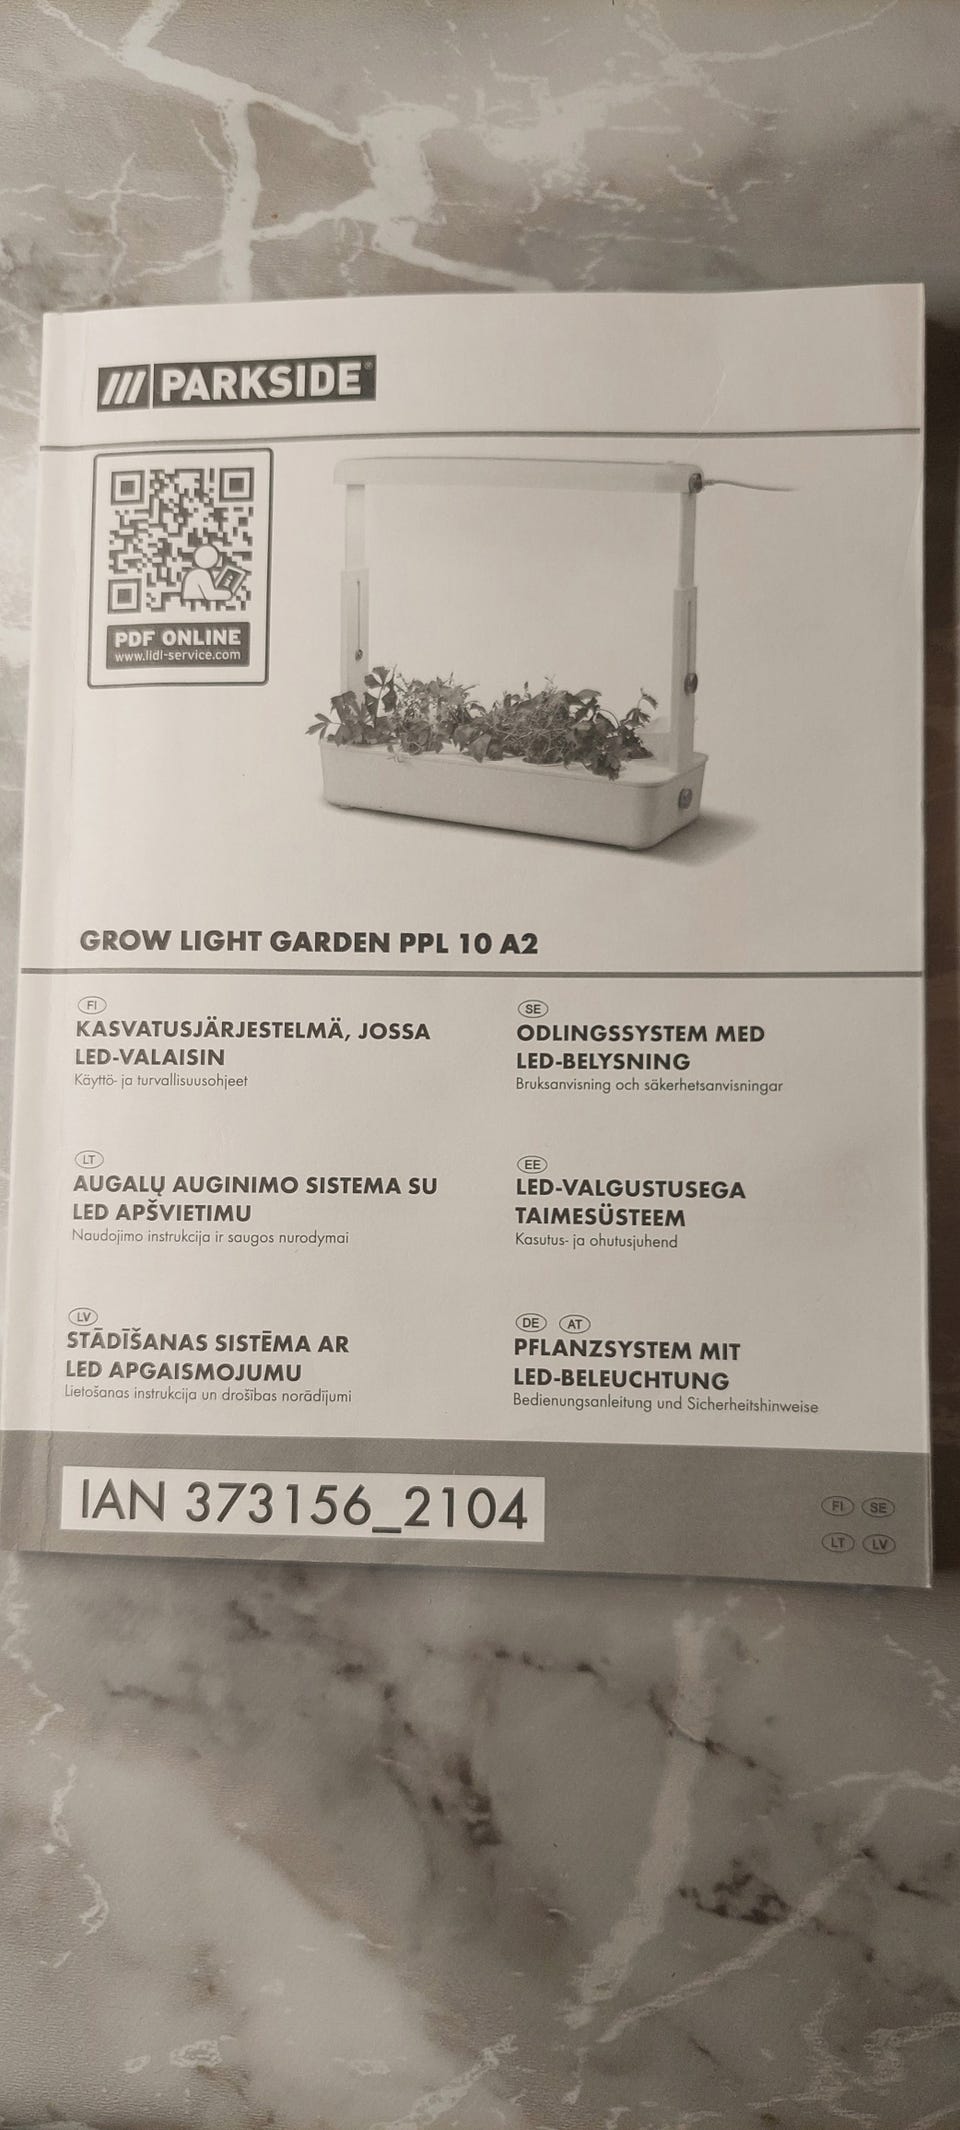 PARKSIDE®
PDF ONLINE
www.lidl-service.com
GROW LIGHT GARDEN PPL 10 A2
FI
KASVATUSJÄRJESTELMÄ, JOSSA
LED-VALAISIN
Käyttö- ja turvallisuusohjeet
SE
ODLINGSSYSTEM MED
LED-BELYSNING
Bruksanvisning och säkerhetsanvisningar
LT
AUGALŲ AUGINIMO SISTEMA SU
LED APŠVIETIMU
Naudojimo instrukcija ir saugos nurodymai
EE
LED-VALGUSTUSEGA
TAIMESÜSTEEM
Kasutus- ja ohutusjuhend
LV
STĀDĪŠANAS SISTĒMA AR
LED APGAISMOJUMU
Lietošanas instrukcija un drošības norādījumi
DE AT
PFLANZSYSTEM MIT
LED-BELEUCHTUNG
Bedienungsanleitung und Sicherheitshinweise
IAN 373156_2104
FI SE
LT LV